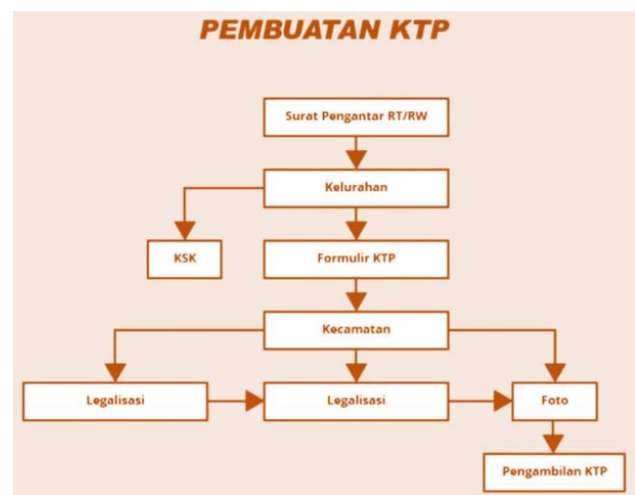 PEMBUATAN KTP
Surat Pengantar RT/RW
Kelurahan
KSK
Formulir KTP
Kecamatan
Legalisasi
Legalisasi
Foto
Pengambilan KTP